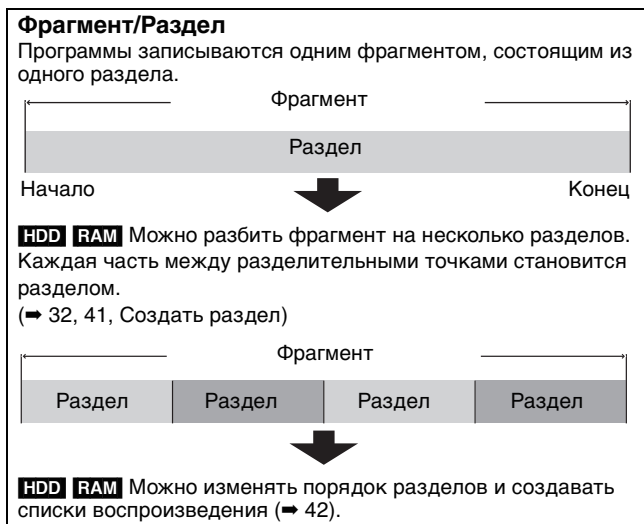 Фрагмент/Раздел
Программы записываются одним фрагментом, состоящим из
одного раздела.
Фрагмент
Раздел
Начало Конец
HDD RAM Можно разбить фрагмент на несколько разделов.
Каждая часть между разделительными точками становится
разделом.
(➡ 32, 41, Создать раздел)
Фрагмент
Раздел Раздел Раздел Раздел
HDD RAM Можно изменять порядок разделов и создавать
списки воспроизведения (➡ 42).